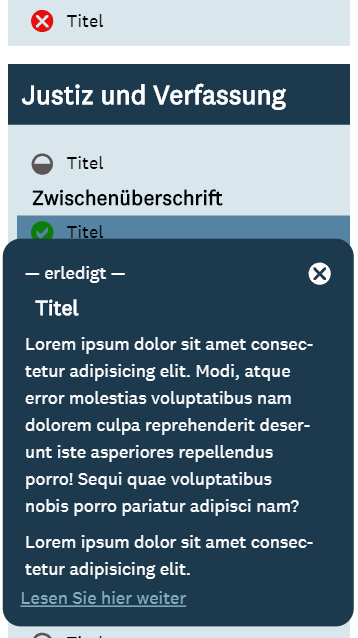 Titel
Justiz und Verfassung
Titel
Zwischenüberschrift
Titel
— erledigt —
Titel
Lorem ipsum dolor sit amet consec-
tetur adipisicing elit. Modi, atque
error molestias voluptatibus nam
dolorem culpa reprehenderit deser-
unt iste asperiores repellendus
porro! Sequi quae voluptatibus
nobis porro pariatur adipisci nam?
Lorem ipsum dolor sit amet consec-
tetur adipisicing elit.
Lesen Sie hier weiter